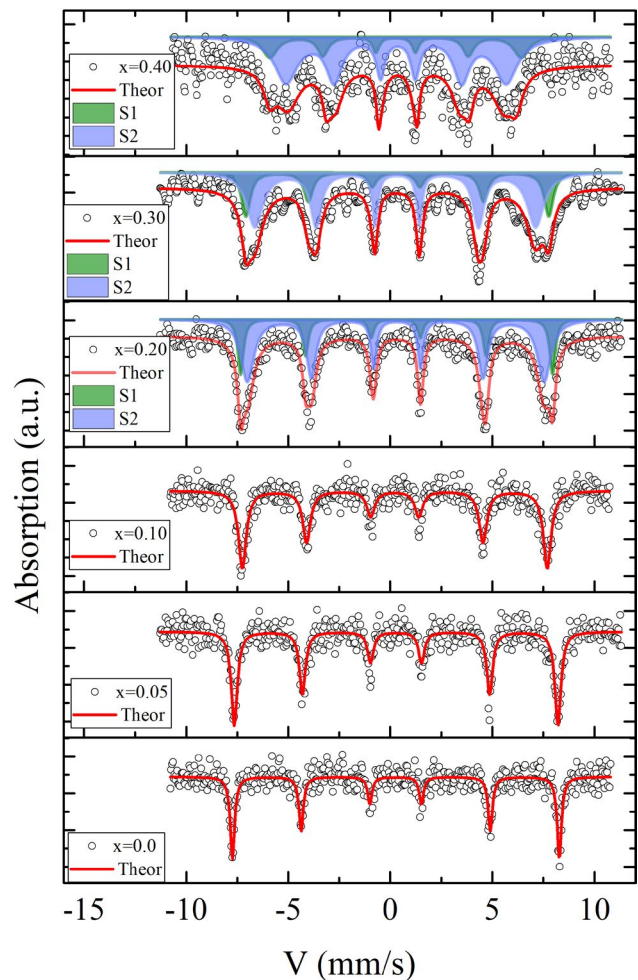 x=0.40
Theor
S1
S2
x=0.30
Theor
S1
S2
x=0.20
Theor
S1
S2
x=0.10
Theor
x=0.05
Theor
x=0.0
Theor
Absorption (a.u.)
-15 -10 -5 0 5 10
V (mm/s)